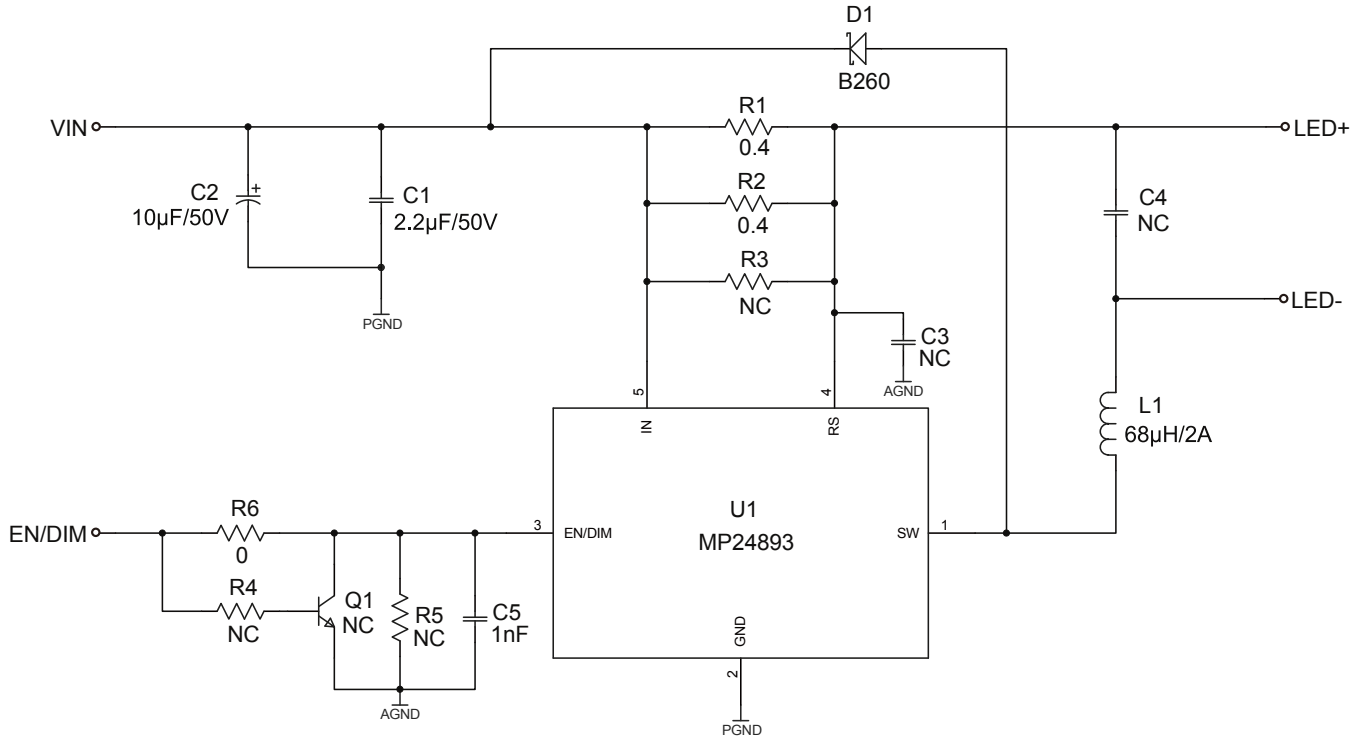 D1
B260
VIN
R1
0.4
LED+
C2
10µF/50V
+
C1
2.2µF/50V
R2
0.4
C4
NC
R3
NC
LED-
PGND
C3
NC
AGND
5
4
IN
RS
L1
68µH/2A
EN/DIM
R6
0
3
EN/DIM
U1
MP24893
SW
1
R4
NC
Q1
NC
R5
NC
C5
1nF
GND
2
AGND
PGND